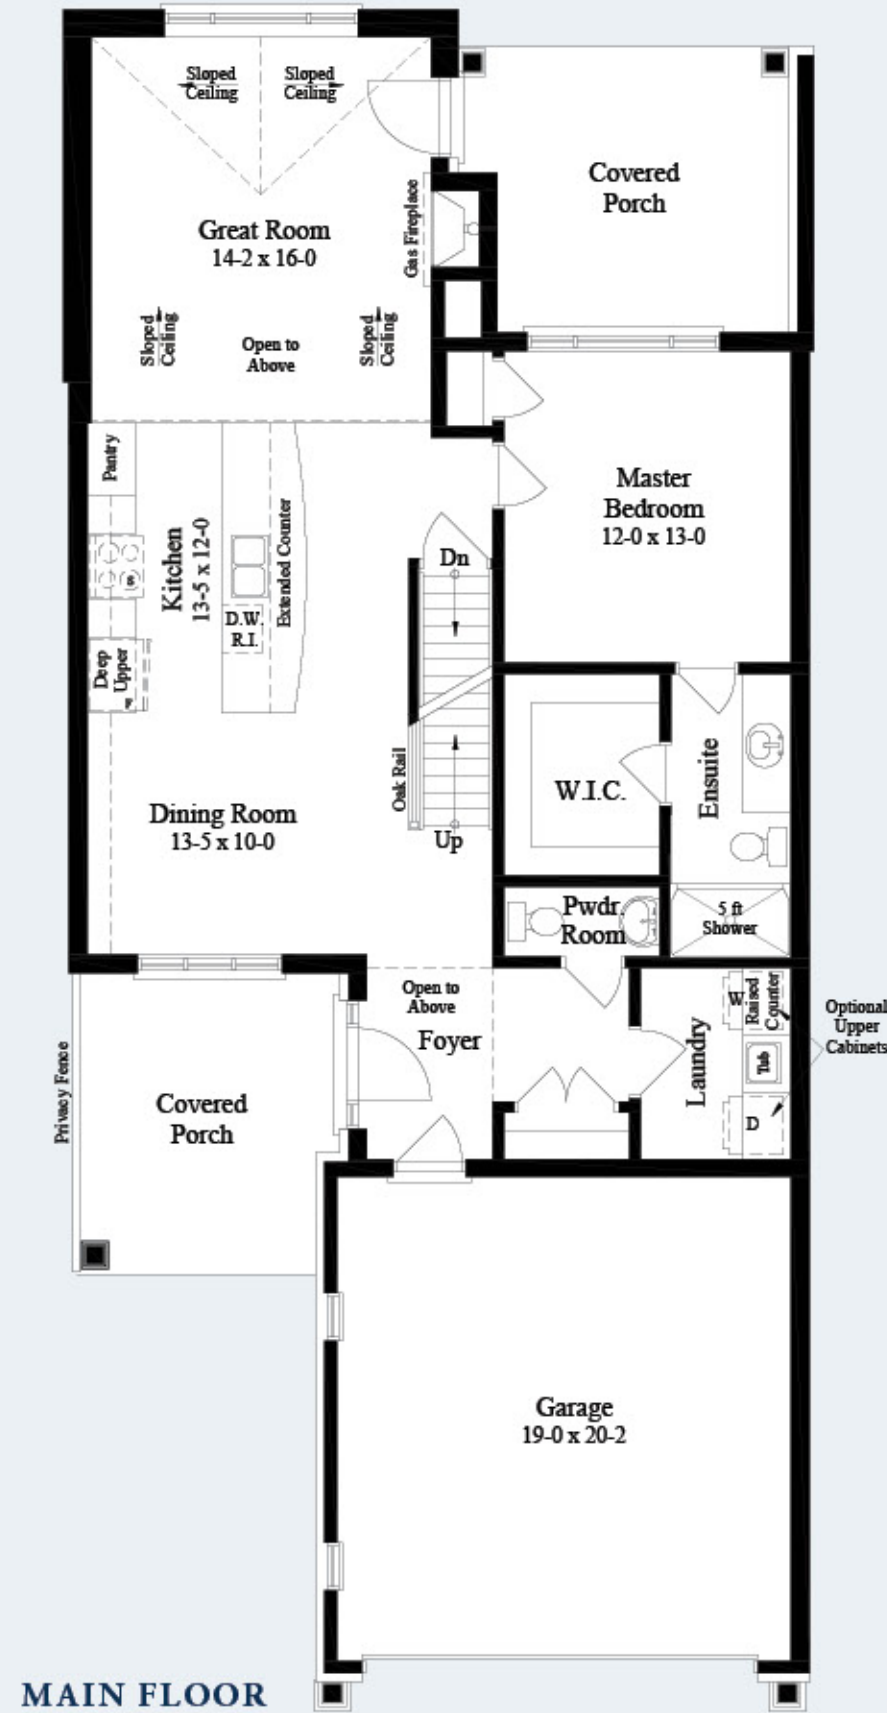 Sloped
Ceiling
Sloped
Ceiling
Covered
Porch
Great Room
14-2 x 16-0
Gas Fireplace
Sloped
Ceiling
Open to
Above
Sloped
Ceiling
Pantry
Kitchen
13-5 x 12-0
Extended Counter
D.W.
R.I.
Deep
Upper
Master
Bedroom
12-0 x 13-0
Dn
Oak Rail
Up
W.I.C.
Ensuite
Dining Room
13-5 x 10-0
Pwdr.
Room
5 ft
Shower
Open to
Above
Foyer
Laundry
W
Raised
Counter
Tub
D
Optional
Upper
Cabinets
Privacy Fence
Covered
Porch
Garage
19-0 x 20-2
MAIN FLOOR